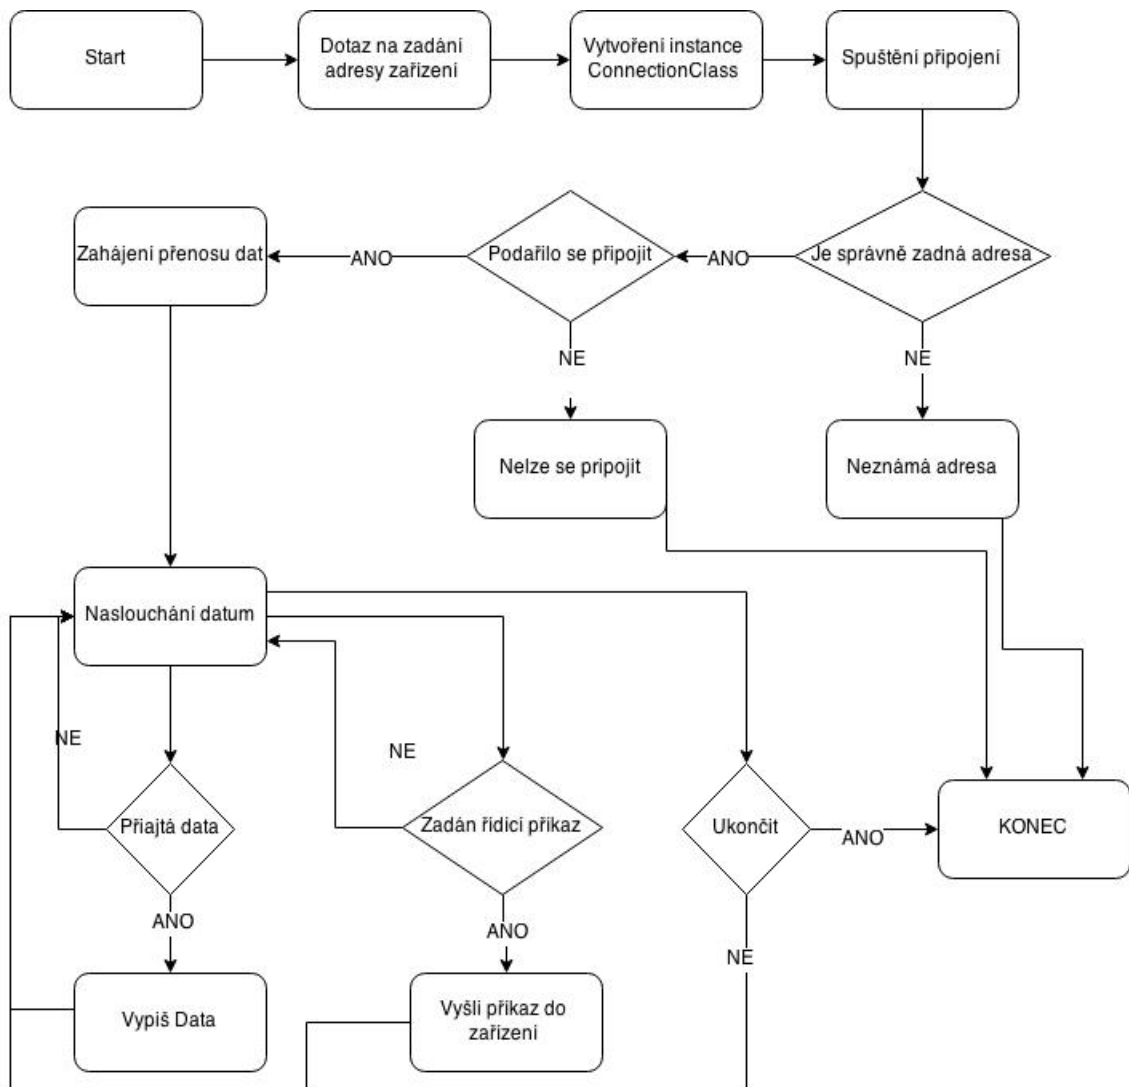 Start
Dotaz na zadání
adresy zařízení
Vytvoření instance
ConnectionClass
Spuštění připojení
Zahájení přenosu dat
ANO
Podařilo se připojit
ANO
Je správně zadná adresa
NE
NE
Nelze se pripojit
Neznámá adresa
Naslouchání datum
NE
NE
Přiajtá data
Zadán řidicí příkaz
Ukončit
ANO
KONEC
ANO
ANO
NE
Vypiš Data
Vyšli příkaz do
zařízení